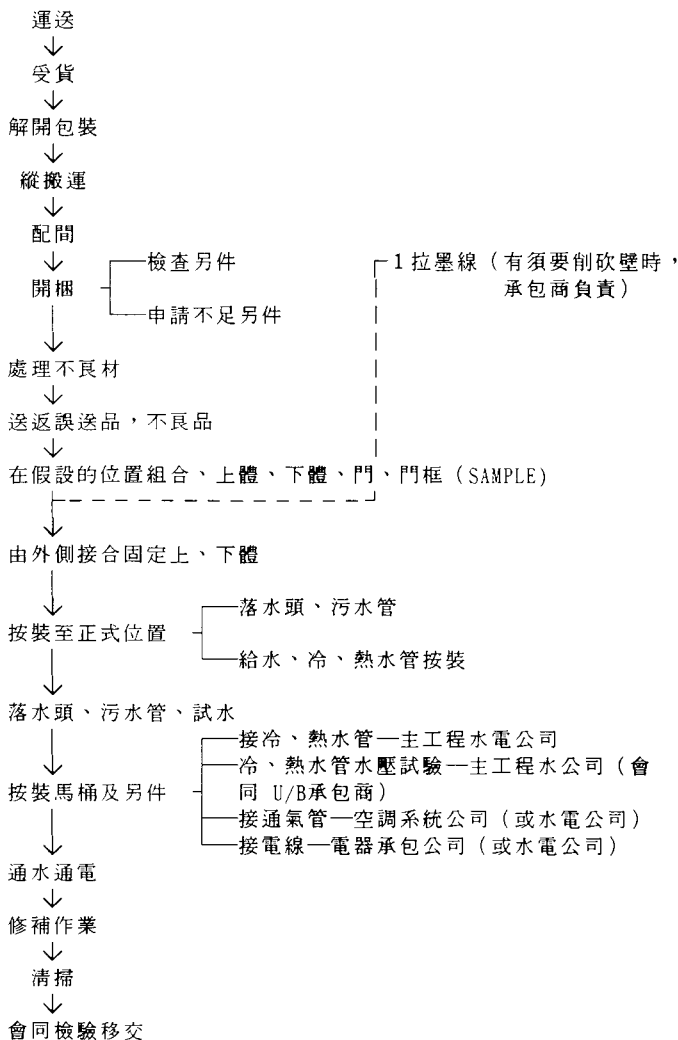 運送
受貨
解開包裝
縱搬運
配間
檢查另件
1 拉墨線（有須要削砍壁時，
開梱
承包商負責）
申請不足另件
處理不良材
送返誤送品，不良品
在假設的位置組合、上體、下體、門、門框（SAMPLE）
由外側接合固定上、下體
落水頭、污水管
按裝至正式位置
給水、冷、熱水管按裝
落水頭、污水管、試水
接冷、熱水管—主工程水電公司
冷、熱水管水壓試驗—主工程水公司（會
按裝馬桶及另件
同 U/B承包商）
接通氣管—空調系統公司（或水電公司）
接電線—電器承包公司（或水電公司）
通水通電
修補作業
清掃
會同檢驗移交